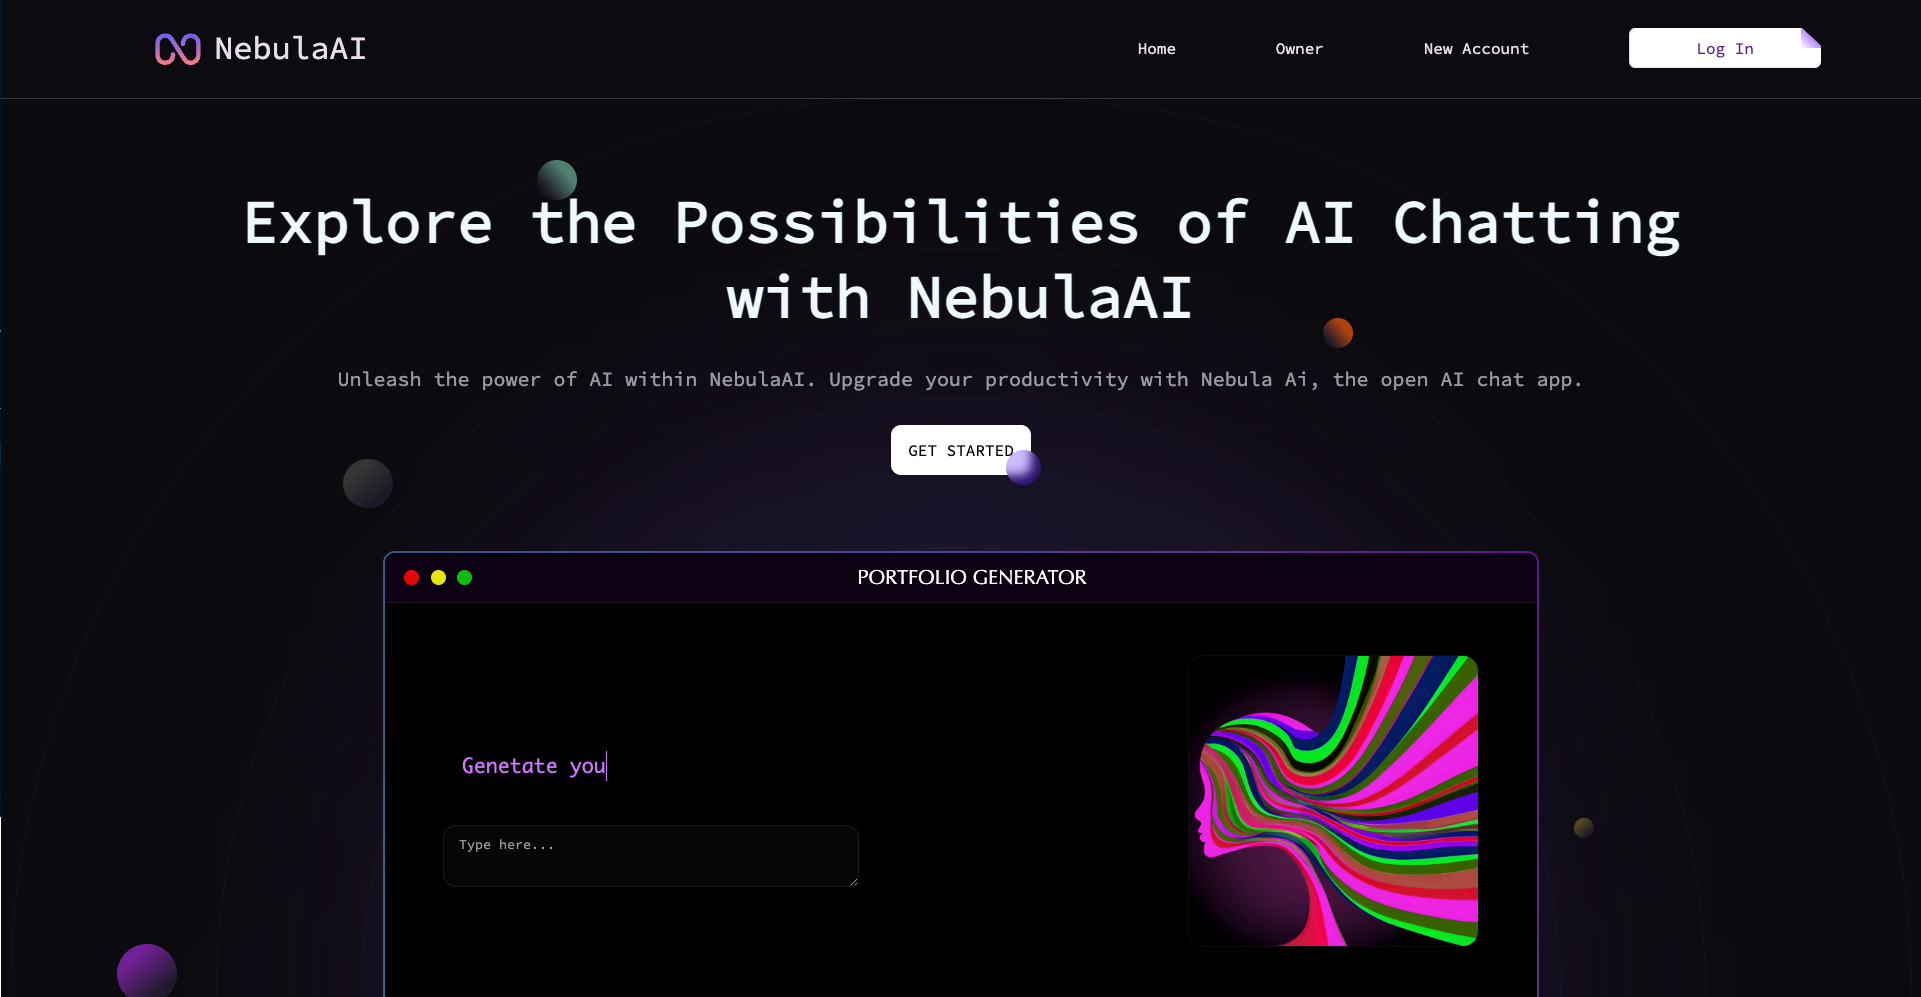 NebulaAI
Home
Owner
New Account
Log In
Explore the Possibilities of AI Chatting
with NebulaAI
Unleash the power of AI within NebulaAI. Upgrade your productivity with Nebula Ai, the open AI chat app.
GET STARTED
PORTFOLIO GENERATOR
Genetate you
Type here...